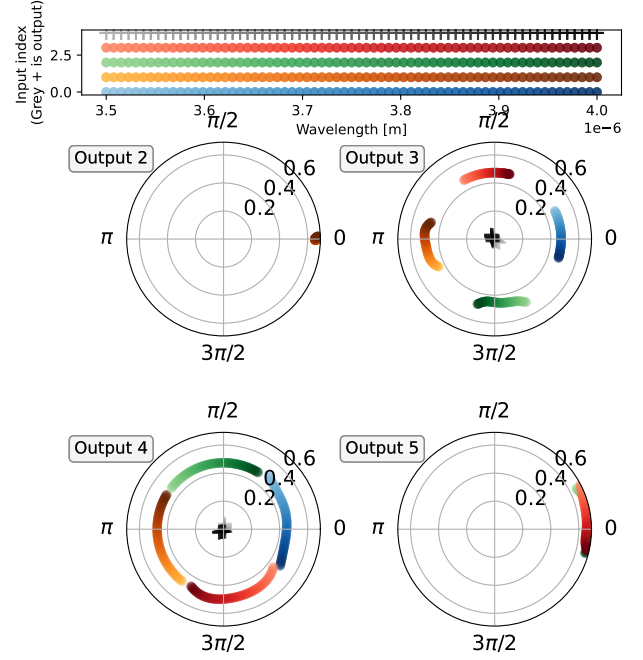 Input index
(Grey + is output)
2.5
0.0
3.5
3.6
3.7
3.8
3.9
4.0
Wavelength [m]
1e−6
Output 2
π/2
0.6
0.4
0.2
π
0
3π/2
Output 3
π/2
0.6
0.4
0.2
π
0
3π/2
Output 4
π/2
0.6
0.4
0.2
π
0
3π/2
Output 5
π/2
0.6
0.4
0.2
π
0
3π/2